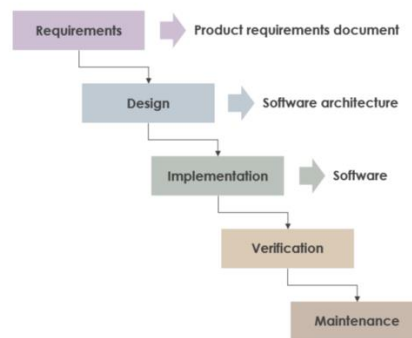 Requirements
Product requirements document
Design
Software architecture
Implementation
Software
Verification
Maintenance